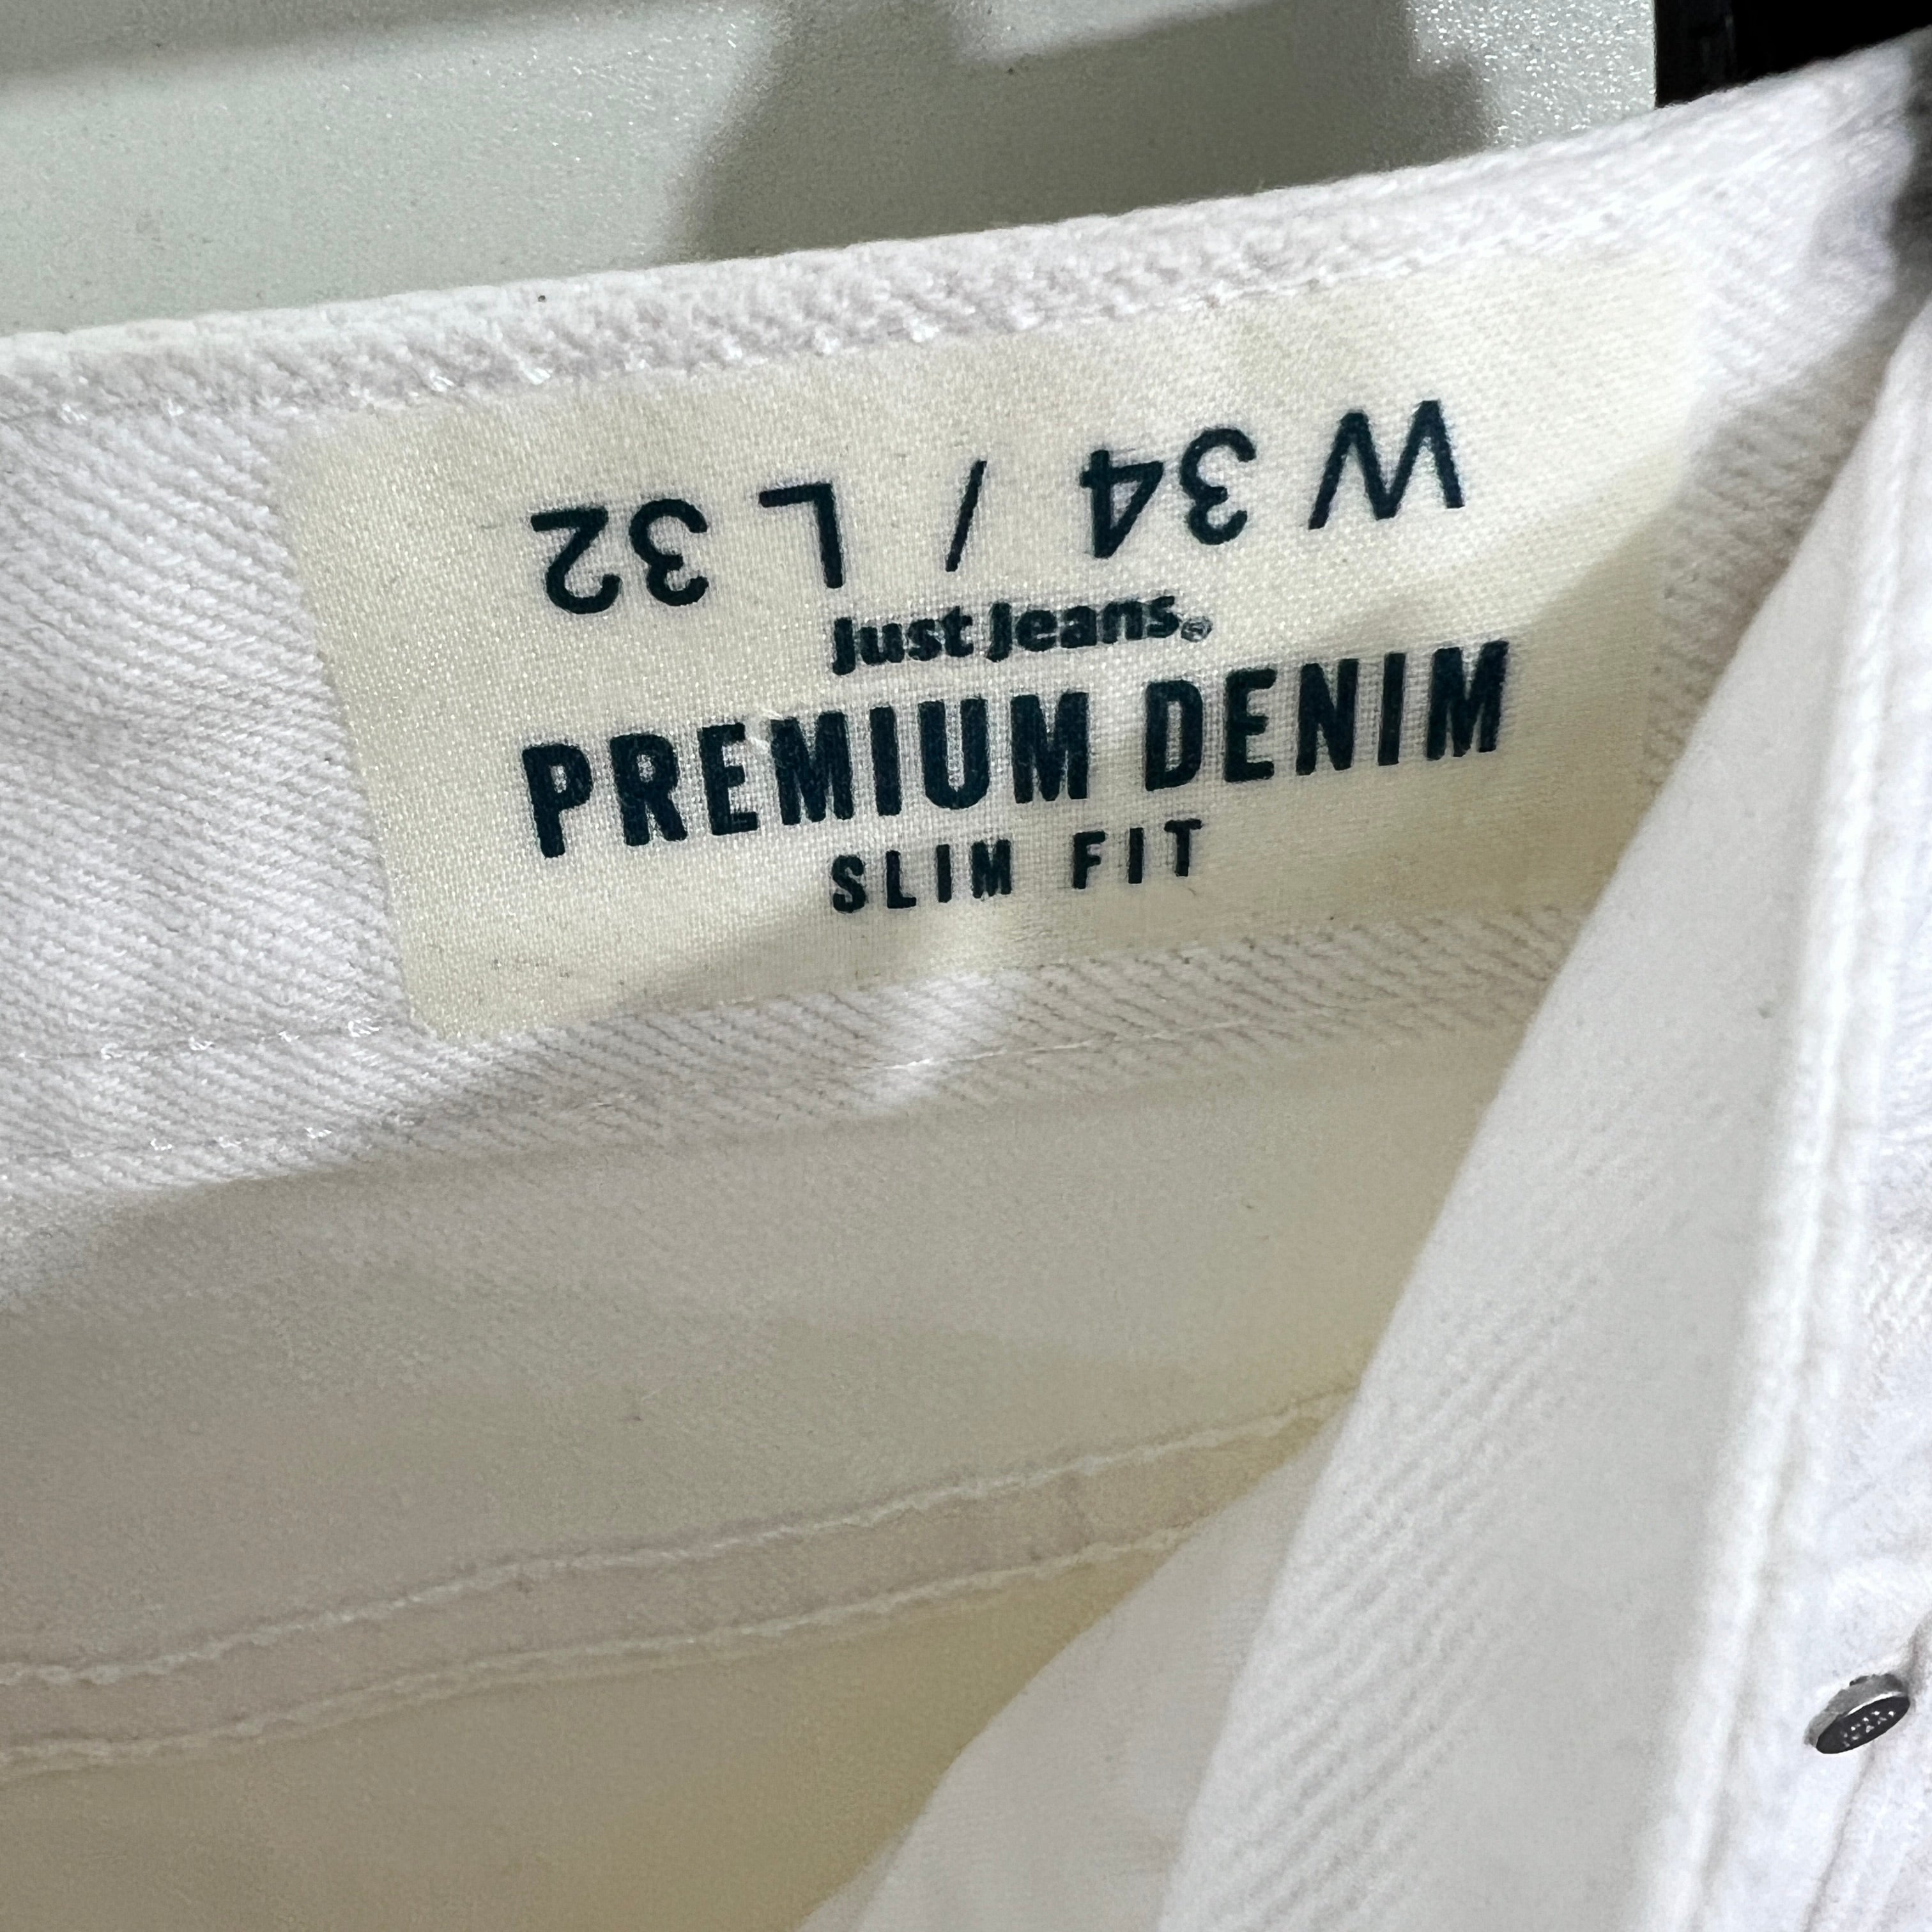 W 34 / L 32
Just Jeans®
PREMIUM DENIM
SLIM FIT